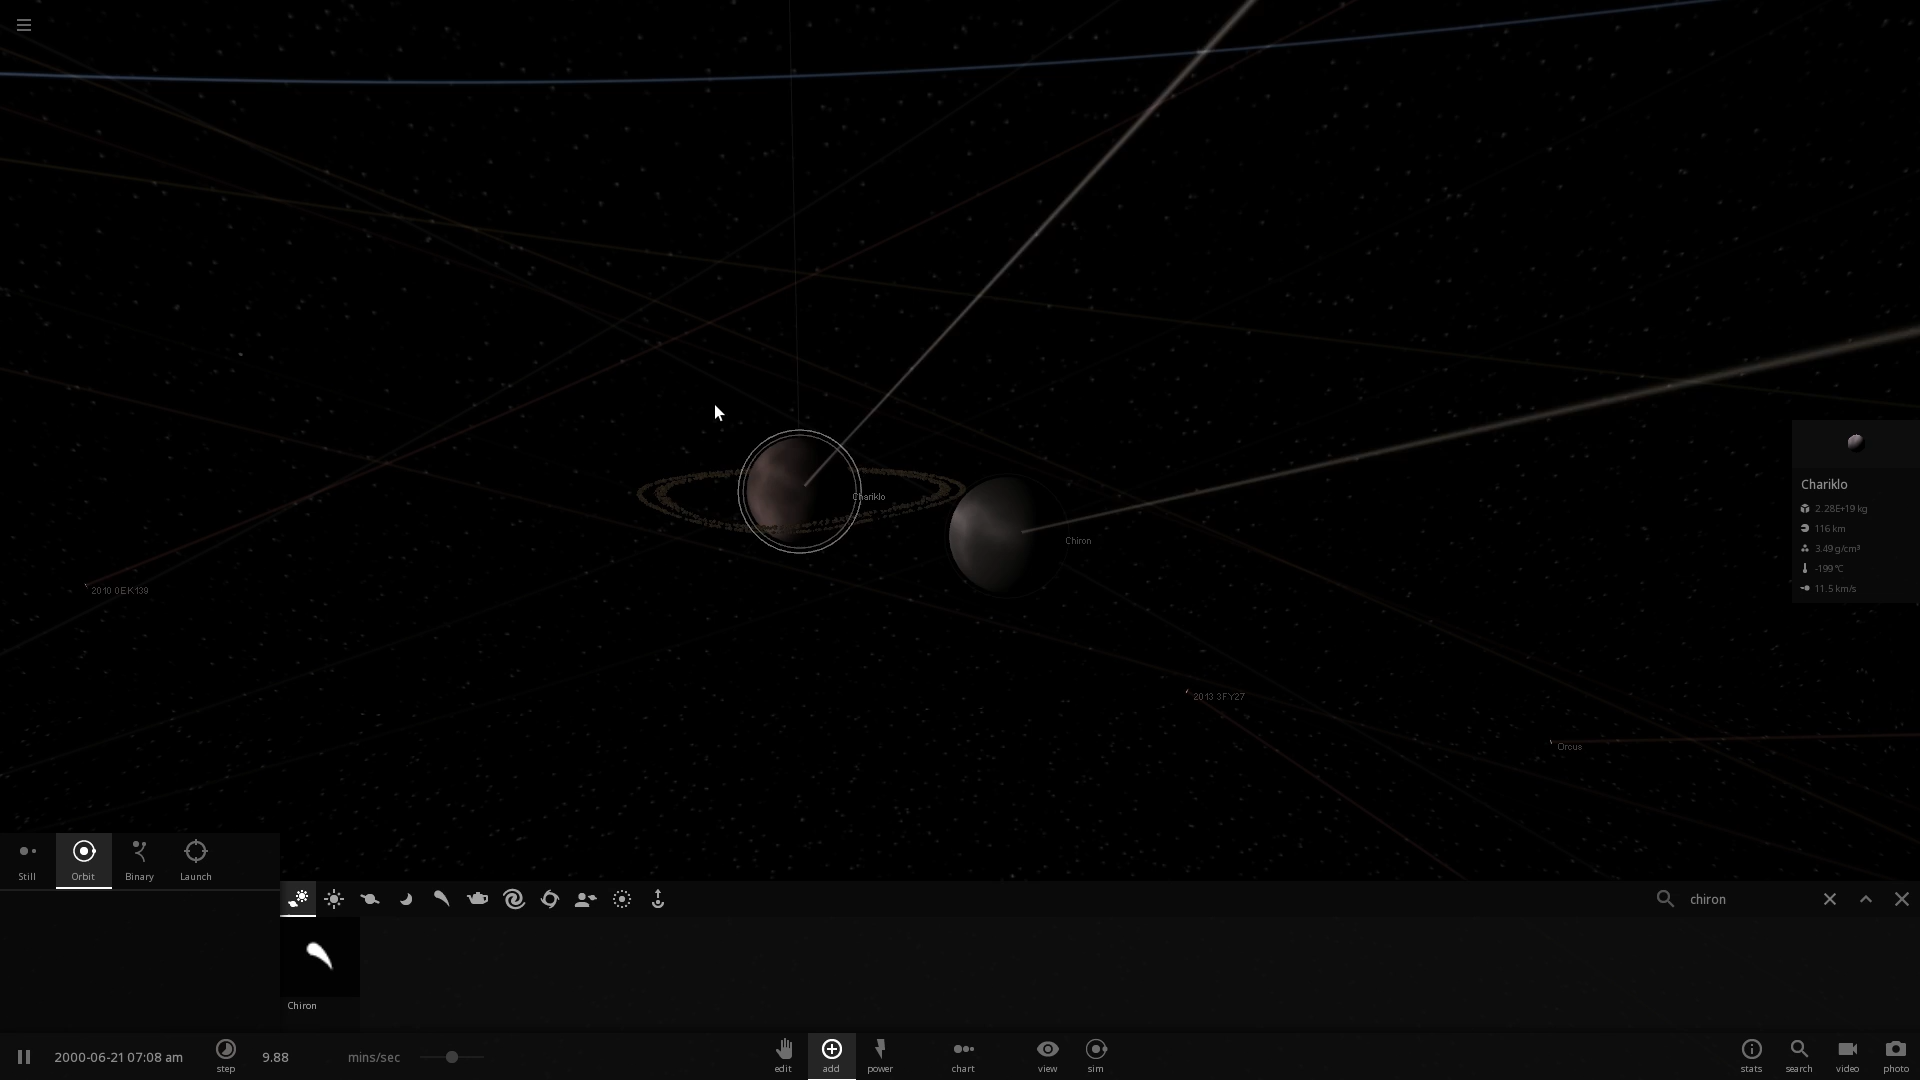 Chariklo
Chiron
2010 0EK139
2013 3FY27
Orcus
Chariklo
2.28E+19 kg
116 km
3.49 g/cm³
-199 °C
11.5 km/s
Still
Orbit
Binary
Launch
chiron
Chiron
2000-06-21 07:08 am
step
9.88
mins/sec
edit
add
power
chart
view
sim
stats
search
video
photo